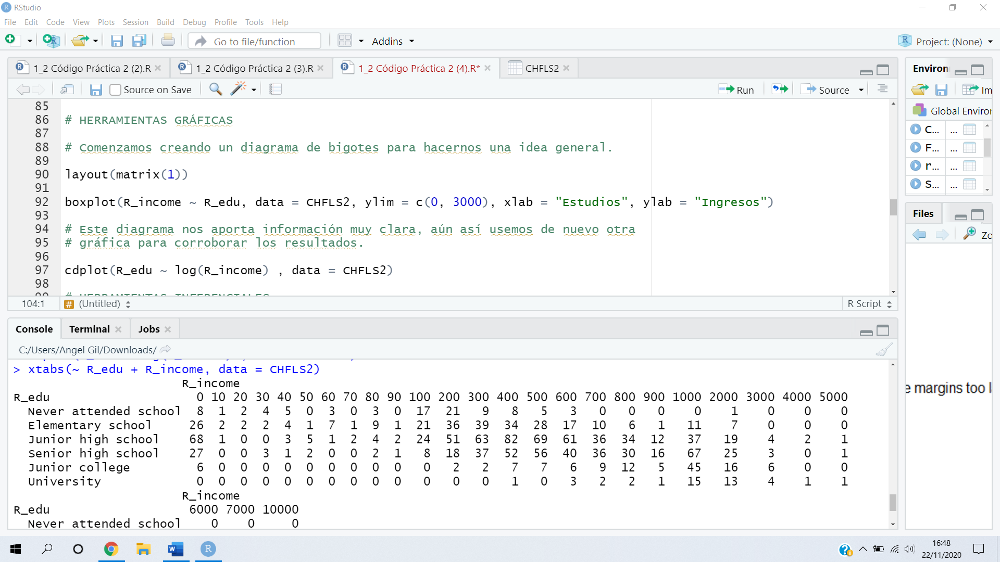 RStudio
File Edit Code View Plots Session Build Debug Profile Tools Help
Go to file/function Addins Project: (None)
1_2 Código Práctica 2 (2).R 1_2 Código Práctica 2 (3).R 1_2 Código Práctica 2 (4).R* CHFLS2
Source on Save Run Source
85
86 # HERRAMIENTAS GRÁFICAS
87
88 # Comenzamos creando un diagrama de bigotes para hacernos una idea general.
89
90 layout(matrix(1))
91
92 boxplot(R_income ~ R_edu, data = CHFLS2, ylim = c(0, 3000), xlab = "Estudios", ylab = "Ingresos")
93
94 # Este diagrama nos aporta información muy clara, aún así usemos de nuevo otra
95 # gráfica para corroborar los resultados.
96
97 cdplot(R_edu ~ log(R_income) , data = CHFLS2)
98
99 # HERRAMIENTAS INFERENCIALES
104:1 # (Untitled) R Script
Console Terminal Jobs
C:/Users/Angel Gil/Downloads/
> xtabs(~ R_edu + R_income, data = CHFLS2)
R_income
R_edu 0 10 20 30 40 50 60 70 80 90 100 200 300 400 500 600 700 800 900 1000 2000 3000 4000 5000
Never attended school 8 1 2 4 5 0 3 0 3 0 17 21 9 8 5 3 0 0 0 0 1 0 0 0
Elementary school 26 2 2 2 4 1 7 1 9 1 21 36 39 34 28 17 10 6 1 11 7 0 0 0
Junior high school 68 1 0 0 3 5 1 2 4 2 24 51 63 82 69 61 36 34 12 37 19 4 2 1
Senior high school 27 0 0 3 1 2 0 0 2 1 8 18 37 52 56 40 36 30 16 67 25 3 0 1
Junior college 6 0 0 0 0 0 0 0 0 0 0 2 2 7 7 6 9 12 5 45 16 6 0 0
University 0 0 0 0 0 0 0 0 0 0 0 0 0 1 0 3 2 2 1 15 13 4 1 1
R_income
R_edu 6000 7000 10000
Never attended school 0 0 0
Environ
Im
Global Enviror
C... ...
F... ...
r... ...
S... ...
Files
Zo
e margins too l
16:48
22/11/2020